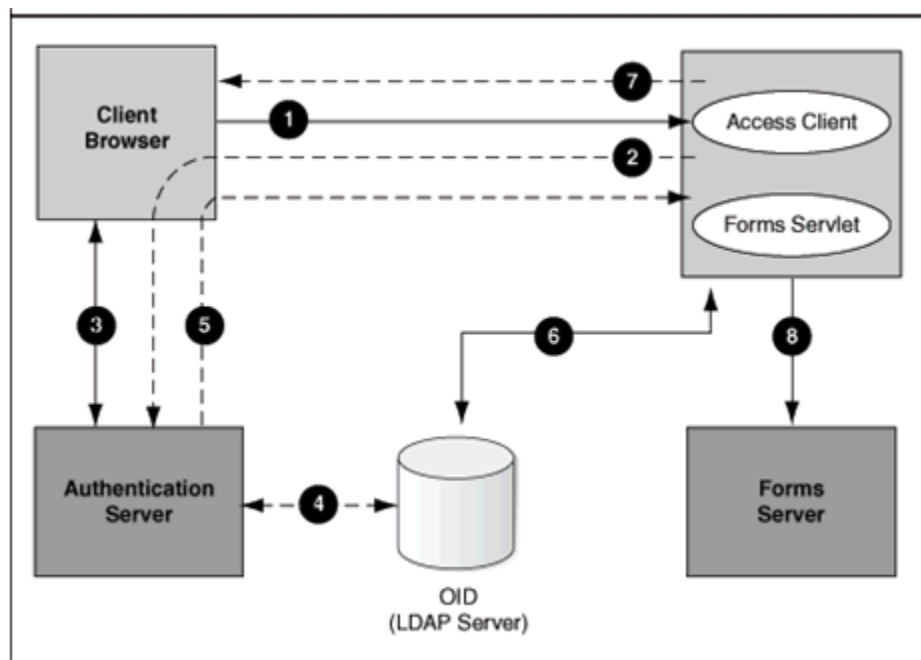 Client
Browser
7
1
Access Client
2
Forms Servlet
3
5
6
8
Authentication
Server
4
Forms
Server
OID
(LDAP Server)